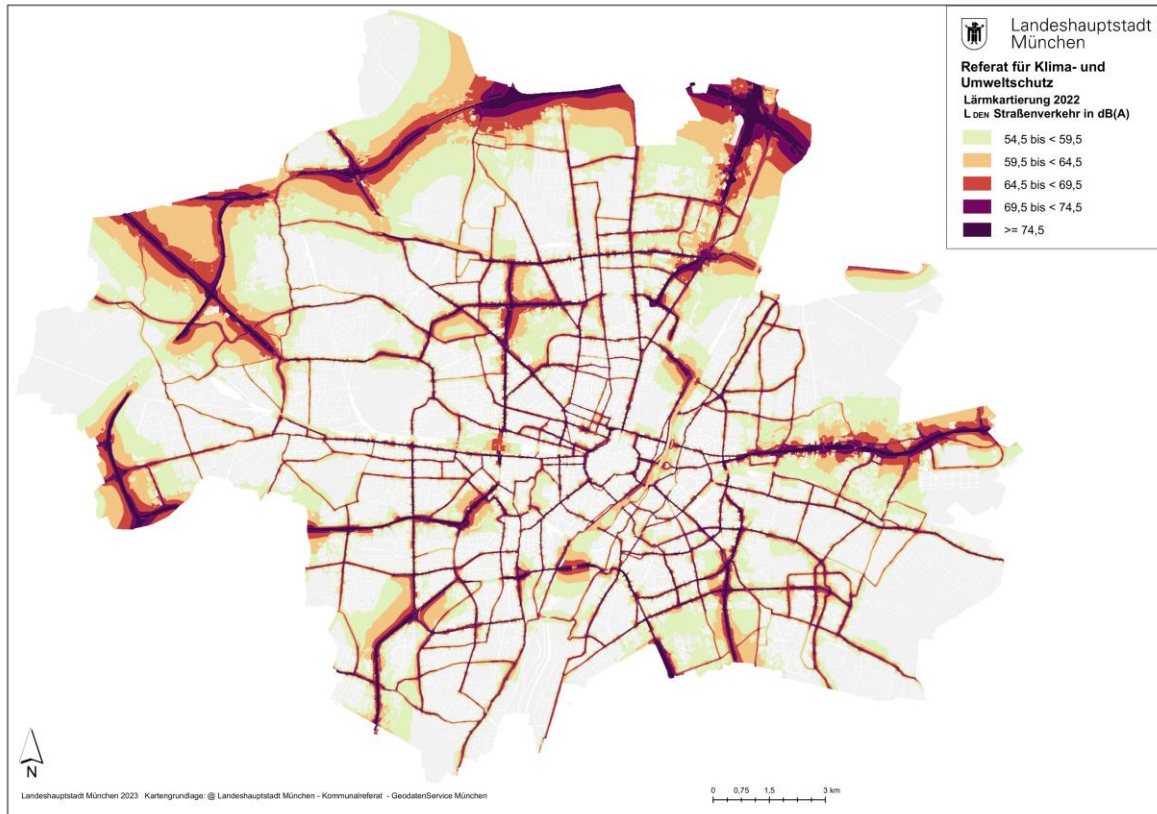 Landeshauptstadt
München
Referat für Klima- und
Umweltschutz
Lärmkartierung 2022
L DEN Straßenverkehr in dB(A)
54,5 bis < 59,5
59,5 bis < 64,5
64,5 bis < 69,5
69,5 bis < 74,5
>= 74,5
N
Landeshauptstadt München 2023 Kartengrundlage: @ Landeshauptstadt München - Kommunalreferat - GeodatenService München
0 0,75 1,5 3 km